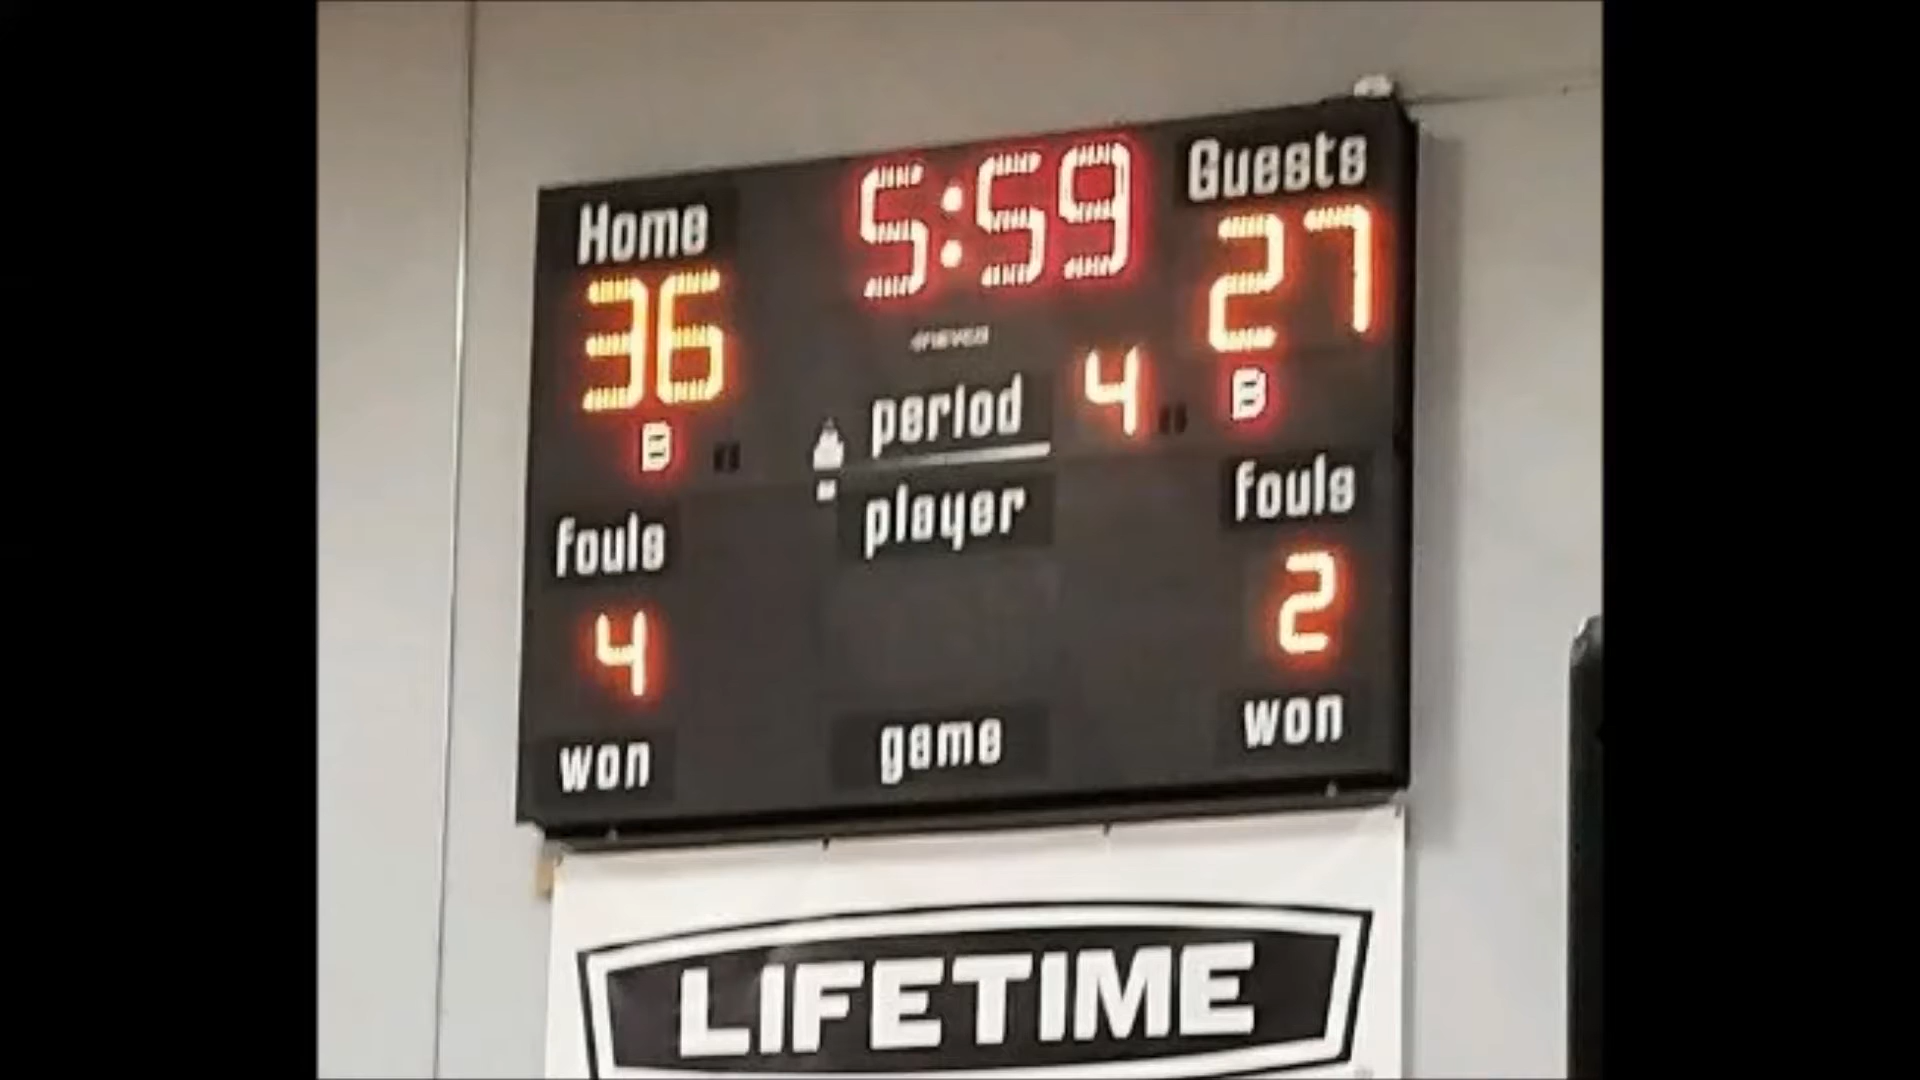 Home 5:59 Guests
36 27
period 4
B B
player
fouls fouls
4 2
won game won
LIFETIME